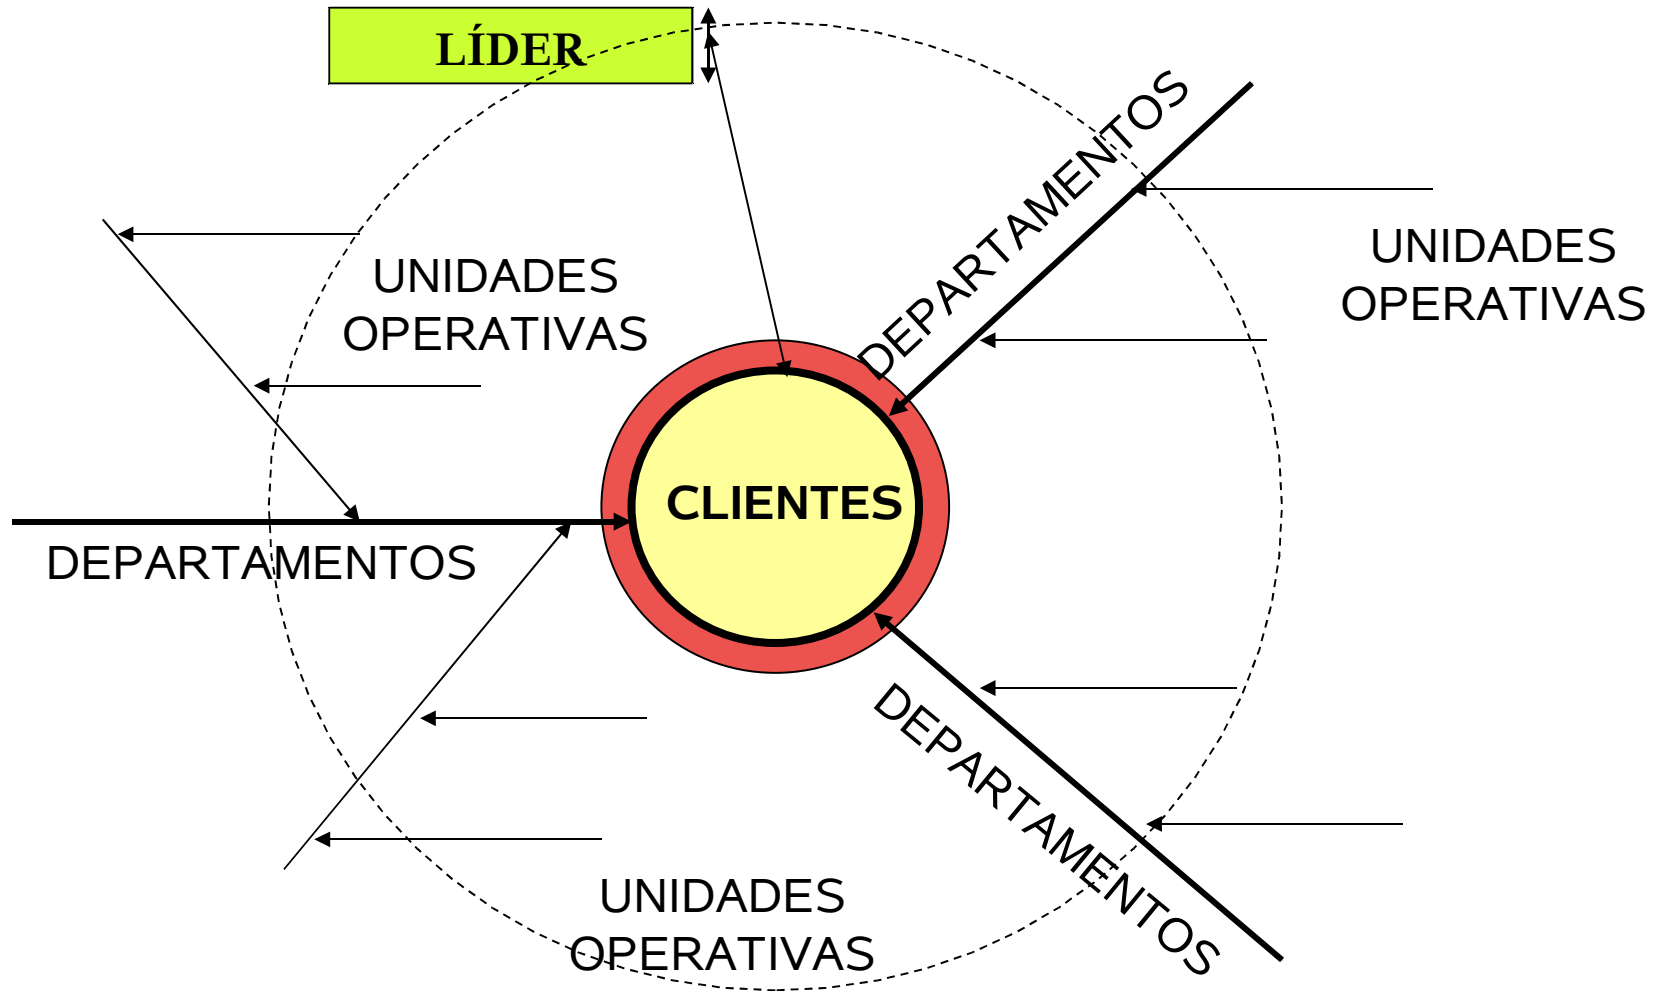 LÍDER
DEPARTAMENTOS
UNIDADES
OPERATIVAS
UNIDADES
OPERATIVAS
CLIENTES
DEPARTAMENTOS
DEPARTAMENTOS
UNIDADES
OPERATIVAS